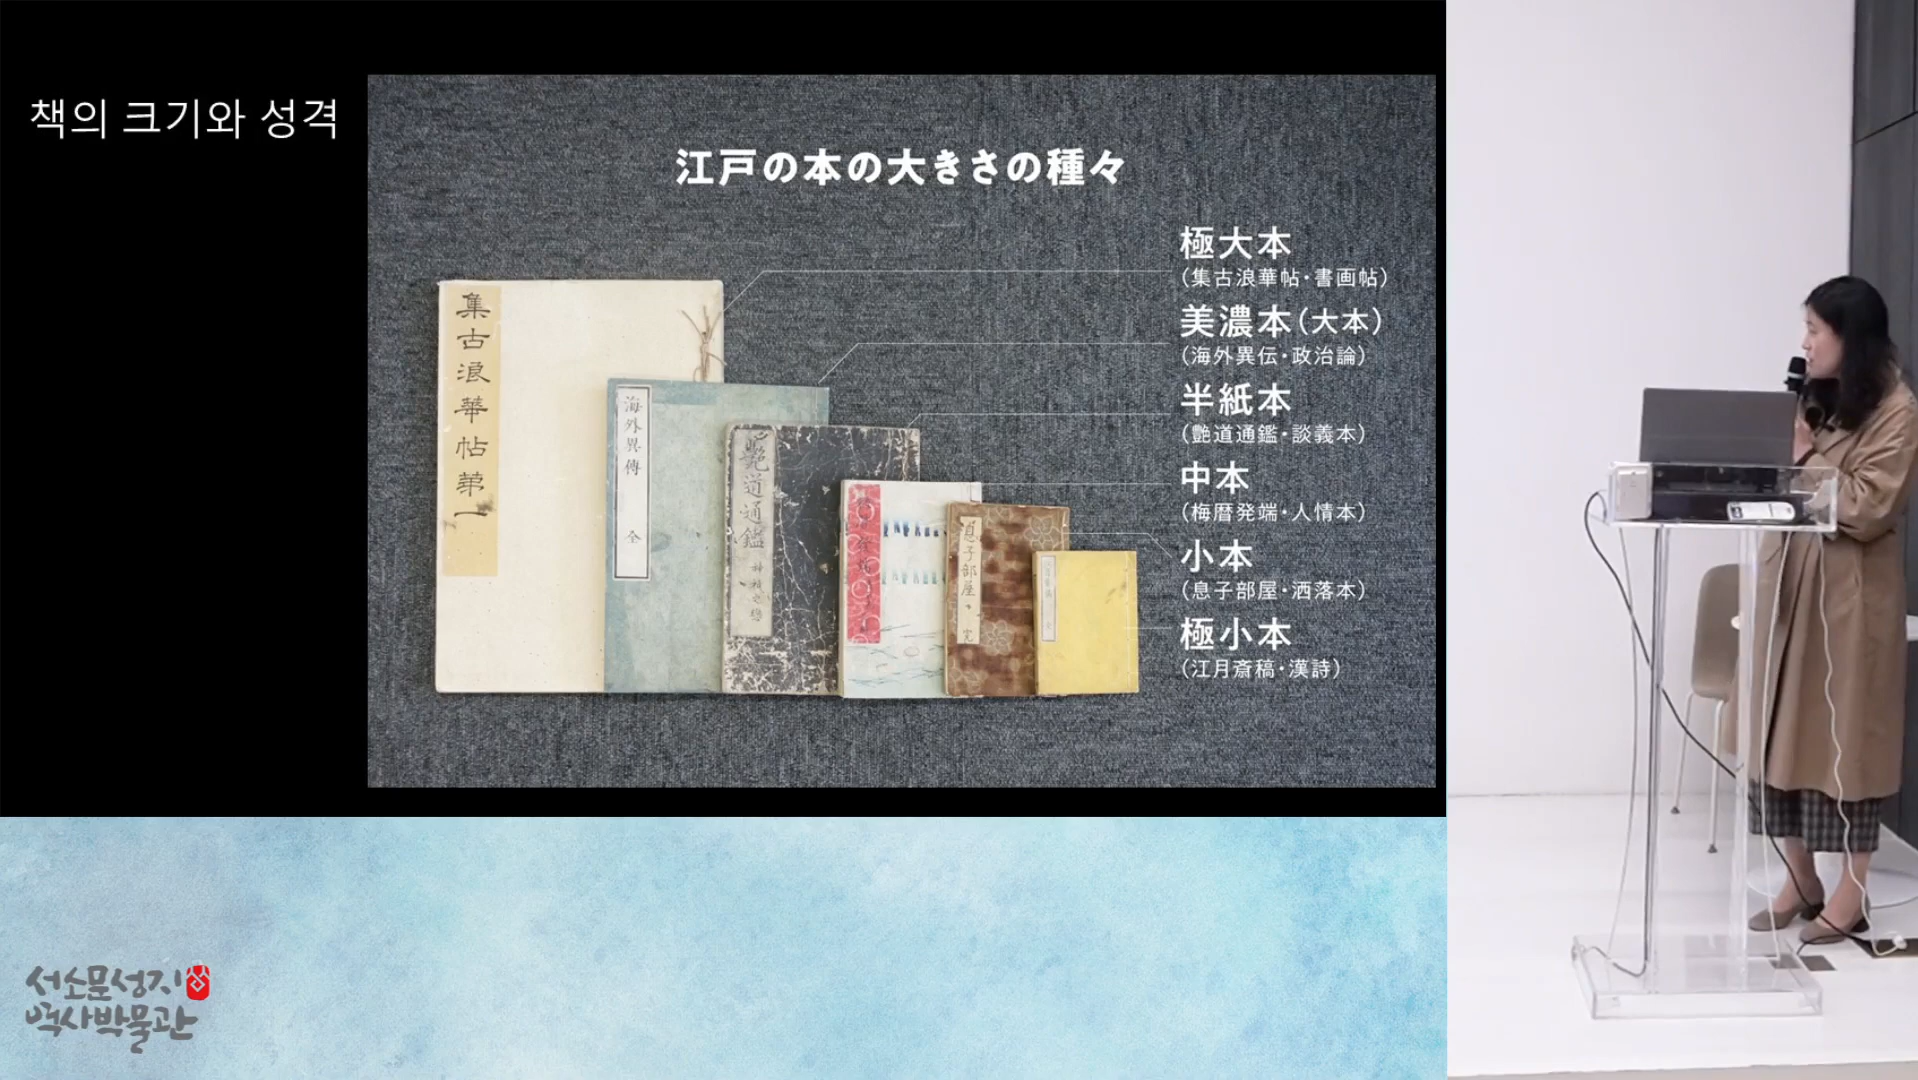 책의 크기와 성격
江戸の本の大きさの種々
極大本
（集古浪華帖・書画帖）
美濃本（大本）
（海外異伝・政治論）
半紙本
（艶道通鑑・談義本）
中本
（梅暦発端・人情本）
小本
（息子部屋・洒落本）
極小本
（江月斎稿・漢詩）
集古浪華帖第一
海外異傳 全
艶道通鑑
息子部屋 完
서소문성지
역사박물관